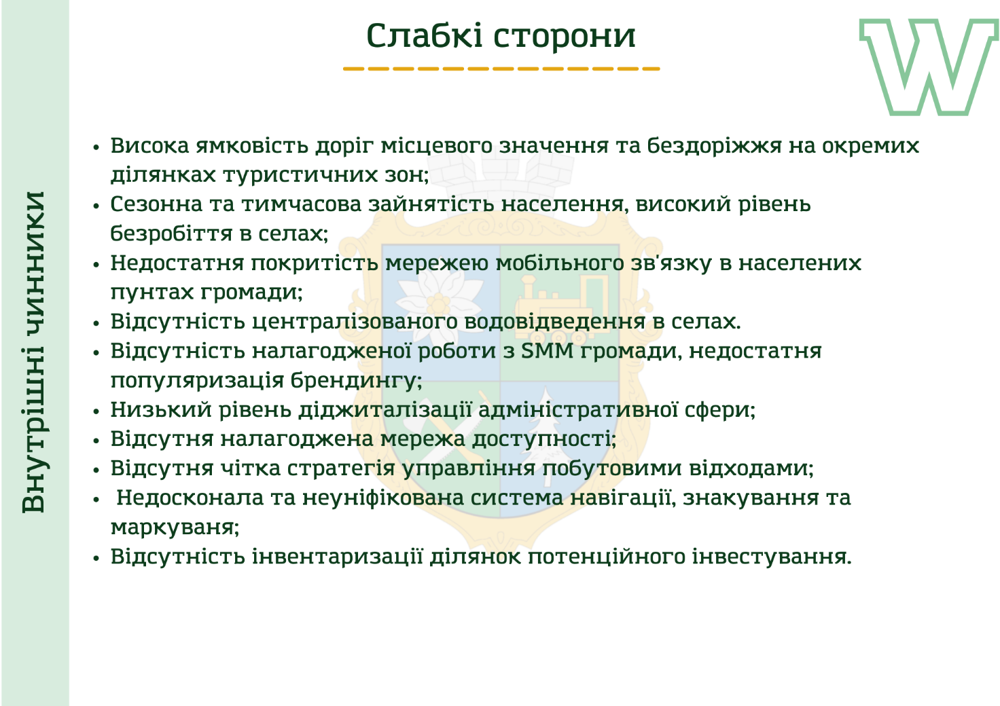 Слабкі сторони
W
Внутрішні чинники
• Висока ямковість доріг місцевого значення та бездоріжжя на окремих
ділянках туристичних зон;
• Сезонна та тимчасова зайнятість населення, високий рівень
безробіття в селах;
• Недостатня покритість мережею мобільного зв'язку в населених
пунтах громади;
• Відсутність централізованого водовідведення в селах.
• Відсутність налагодженої роботи з SMM громади, недостатня
популяризація брендингу;
• Низький рівень діджиталізації адміністративної сфери;
• Відсутня налагоджена мережа доступності;
• Відсутня чітка стратегія управління побутовими відходами;
• Недосконала та неуніфікована система навігації, знакування та
маркуваня;
• Відсутність інвентаризації ділянок потенційного інвестування.